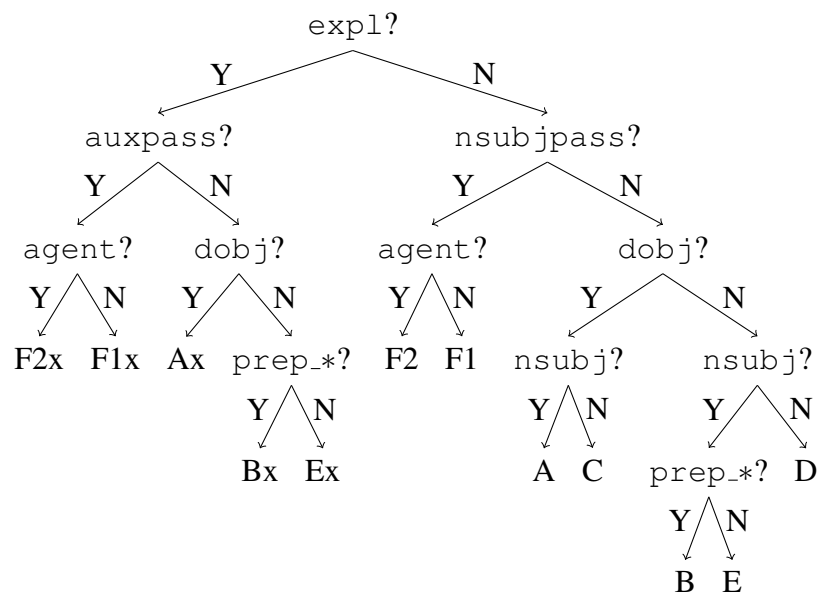 expl?
Y N
auxpass? nsubjpass?
Y N Y N
agent? dobj? agent? dobj?
Y N Y N Y N Y N
F2x F1x Ax prep_*? F2 F1 nsubj? nsubj?
Y N Y N Y N
Bx Ex A C prep_*? D
Y N
B E